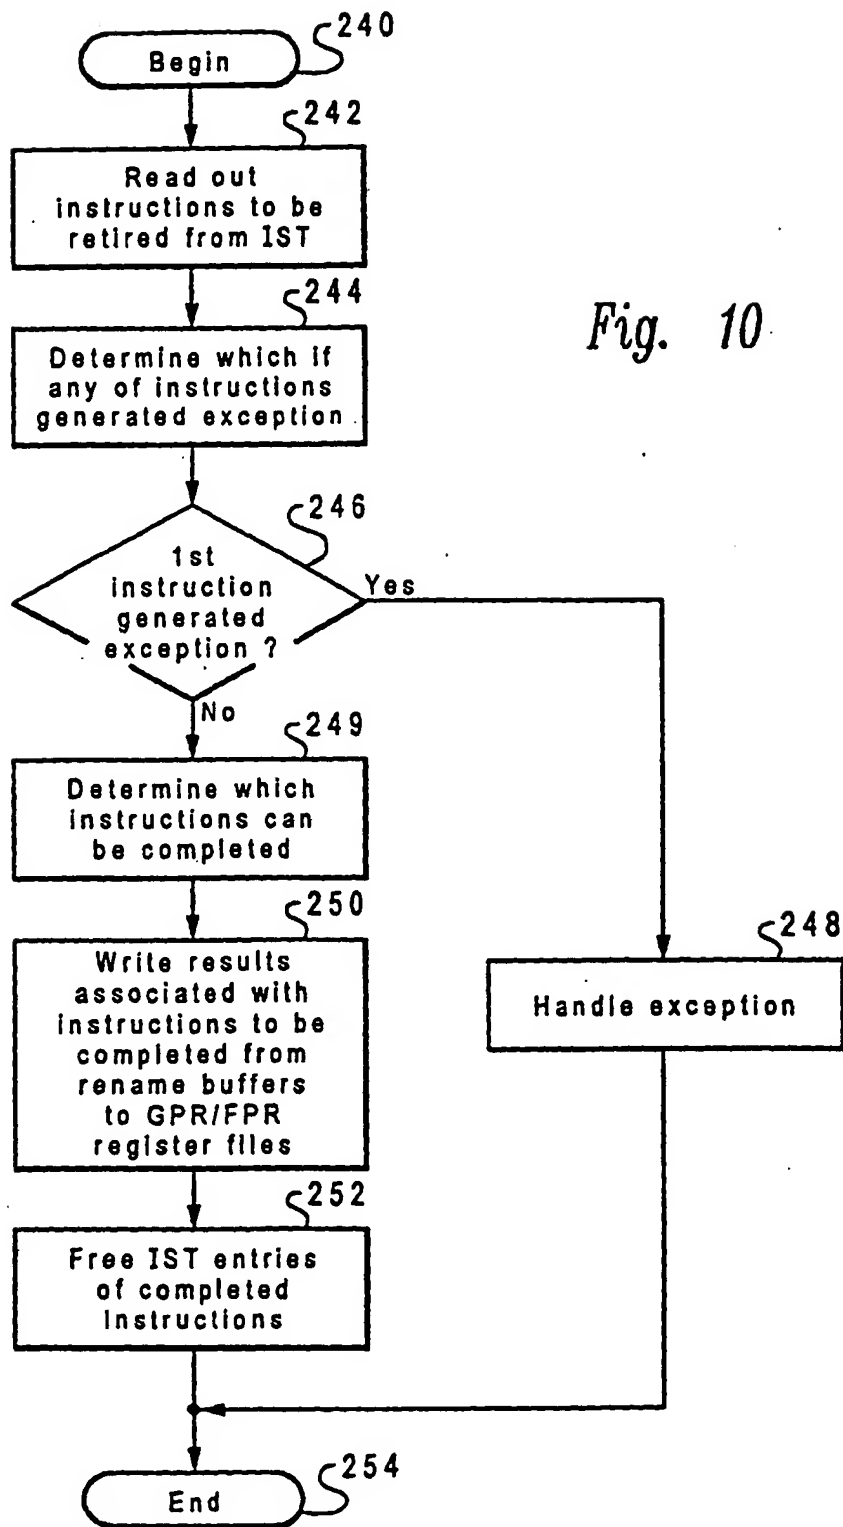 240
Begin
242
Read out
instructions to be
retired from IST
244
Determine which if
any of instructions
generated exception
Fig. 10
246
1st
instruction
generated
exception ?
Yes
No
249
Determine which
instructions can
be completed
250
Write results
associated with
instructions to be
completed from
rename buffers
to GPR/FPR
register files
248
Handle exception
252
Free IST entries
of completed
instructions
254
End